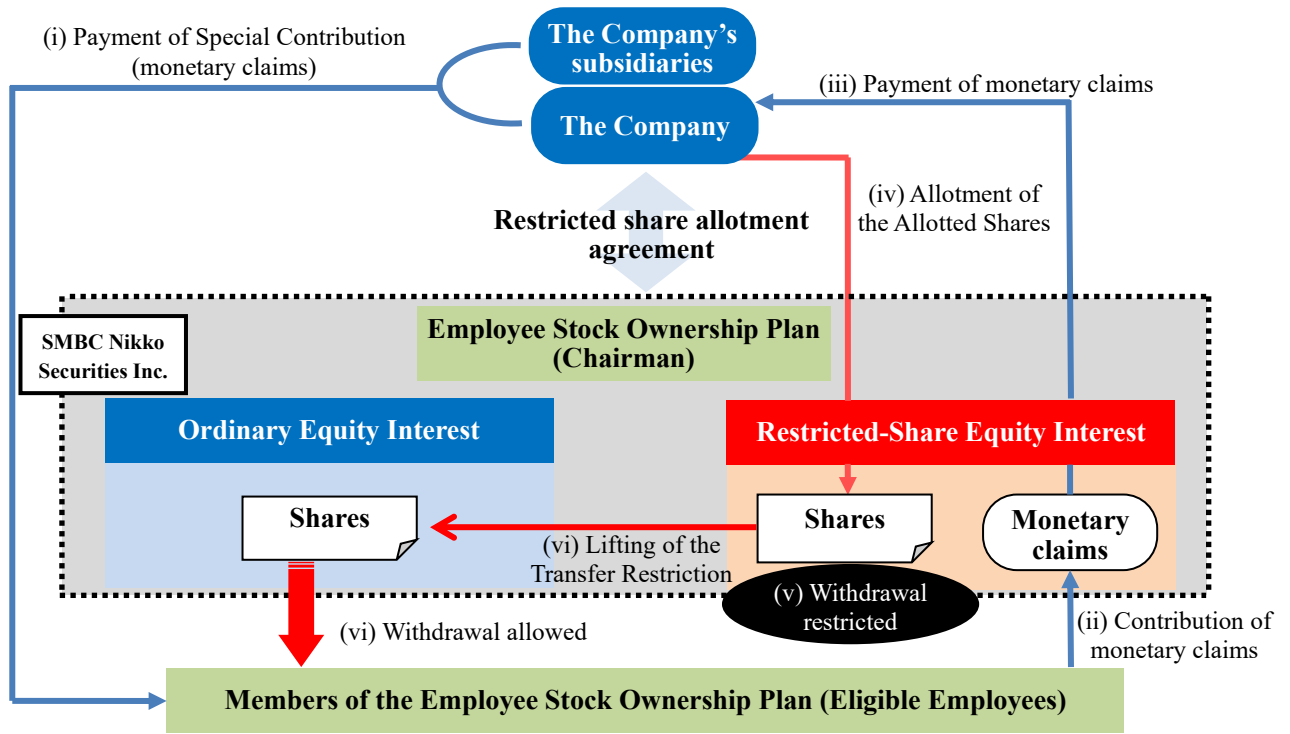 (i) Payment of Special Contribution
(monetary claims)
The Company's
subsidiaries
The Company
(iii) Payment of monetary claims
(iv) Allotment of
the Allotted Shares
Restricted share allotment
agreement
SMBC Nikko
Securities Inc.
Employee Stock Ownership Plan
(Chairman)
Ordinary Equity Interest
Restricted-Share Equity Interest
Shares
Shares
Monetary
claims
(vi) Lifting of the
Transfer Restriction
(v) Withdrawal
restricted
(vi) Withdrawal allowed
(ii) Contribution of
monetary claims
Members of the Employee Stock Ownership Plan (Eligible Employees)